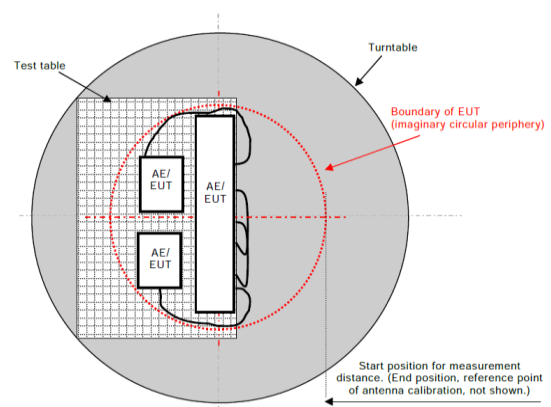 Turntable
Test table
Boundary of EUT
(imaginary circular periphery)
AE/
EUT
AE/
EUT
AE/
EUT
Start position for measurement
distance. (End position, reference point
of antenna calibration, not shown.)